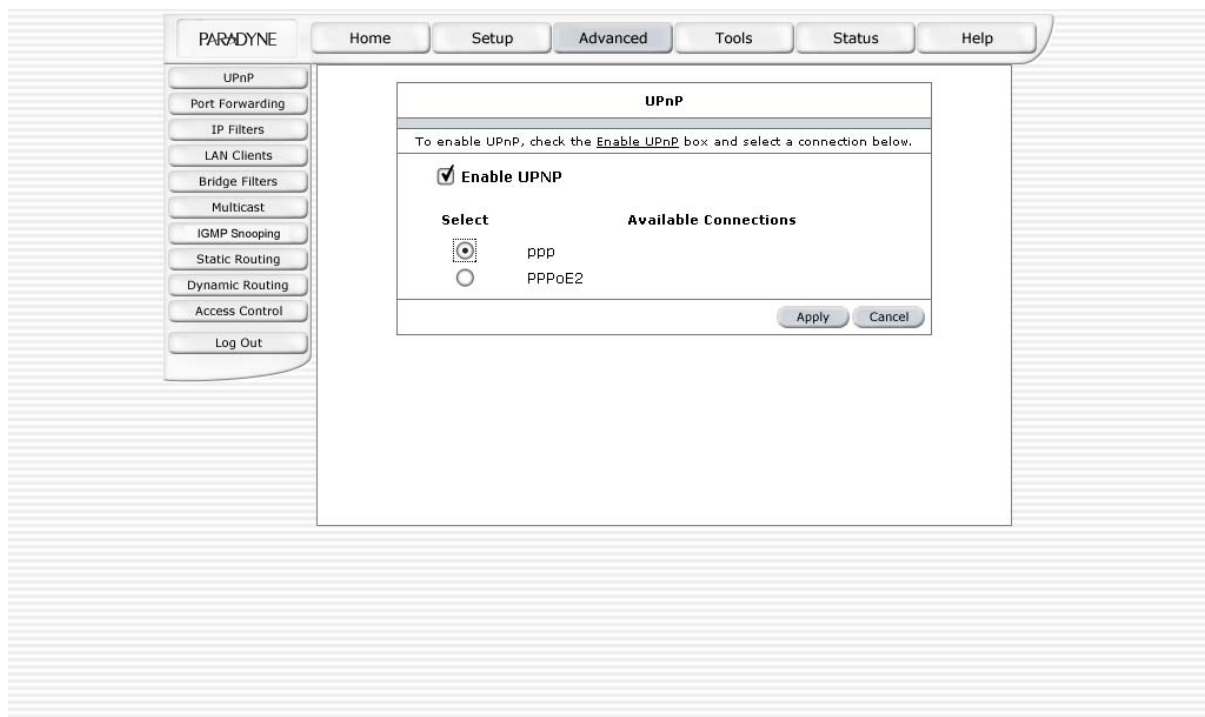 PARADYNE
Home Setup Advanced Tools Status Help
UPnP
Port Forwarding
IP Filters
LAN Clients
Bridge Filters
Multicast
IGMP Snooping
Static Routing
Dynamic Routing
Access Control
Log Out
UPnP
To enable UPnP, check the Enable UPnP box and select a connection below.
Enable UPNP
Select Available Connections
ppp
PPPoE2
Apply Cancel